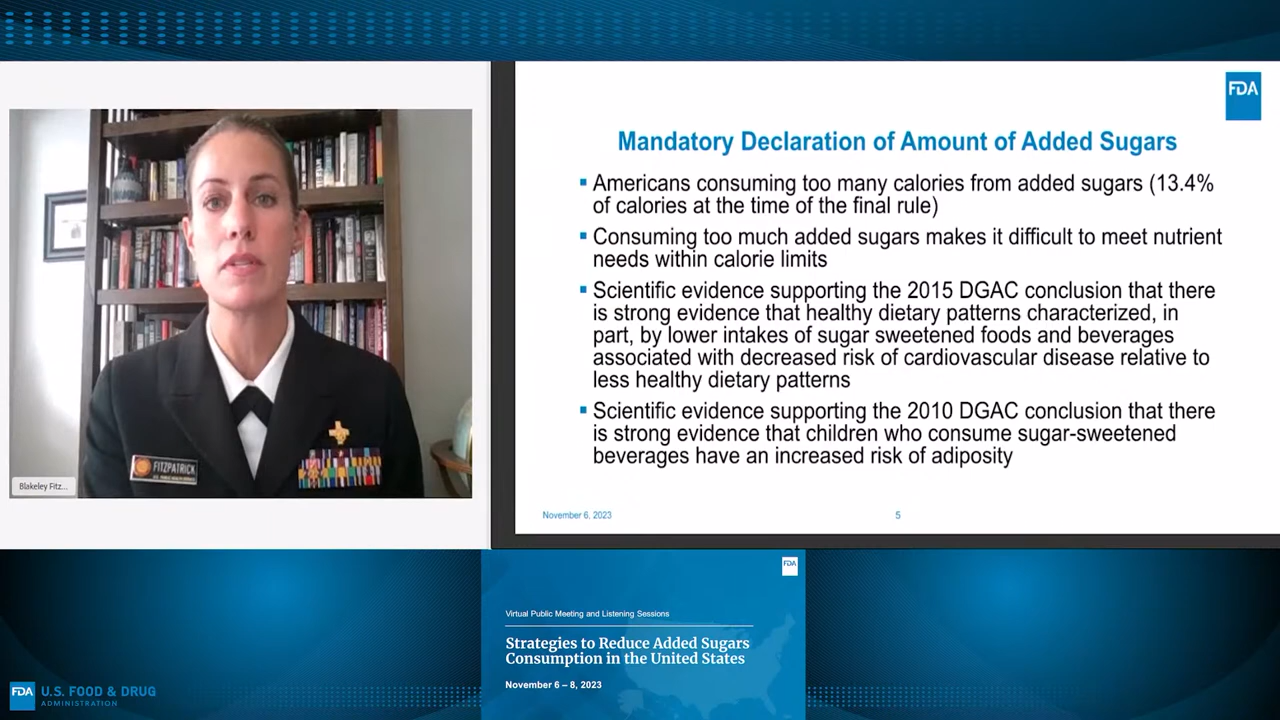 FDA
Mandatory Declaration of Amount of Added Sugars
Americans consuming too many calories from added sugars (13.4%
of calories at the time of the final rule)
Consuming too much added sugars makes it difficult to meet nutrient
needs within calorie limits
Scientific evidence supporting the 2015 DGAC conclusion that there
is strong evidence that healthy dietary patterns characterized, in
part, by lower intakes of sugar sweetened foods and beverages
associated with decreased risk of cardiovascular disease relative to
less healthy dietary patterns
Scientific evidence supporting the 2010 DGAC conclusion that there
is strong evidence that children who consume sugar-sweetened
beverages have an increased risk of adiposity
November 6, 2023
5
FITZPATRICK
Blakeley Fitz...
FDA
Virtual Public Meeting and Listening Sessions
Strategies to Reduce Added Sugars
Consumption in the United States
November 6 – 8, 2023
FDA U.S. FOOD & DRUG
ADMINISTRATION